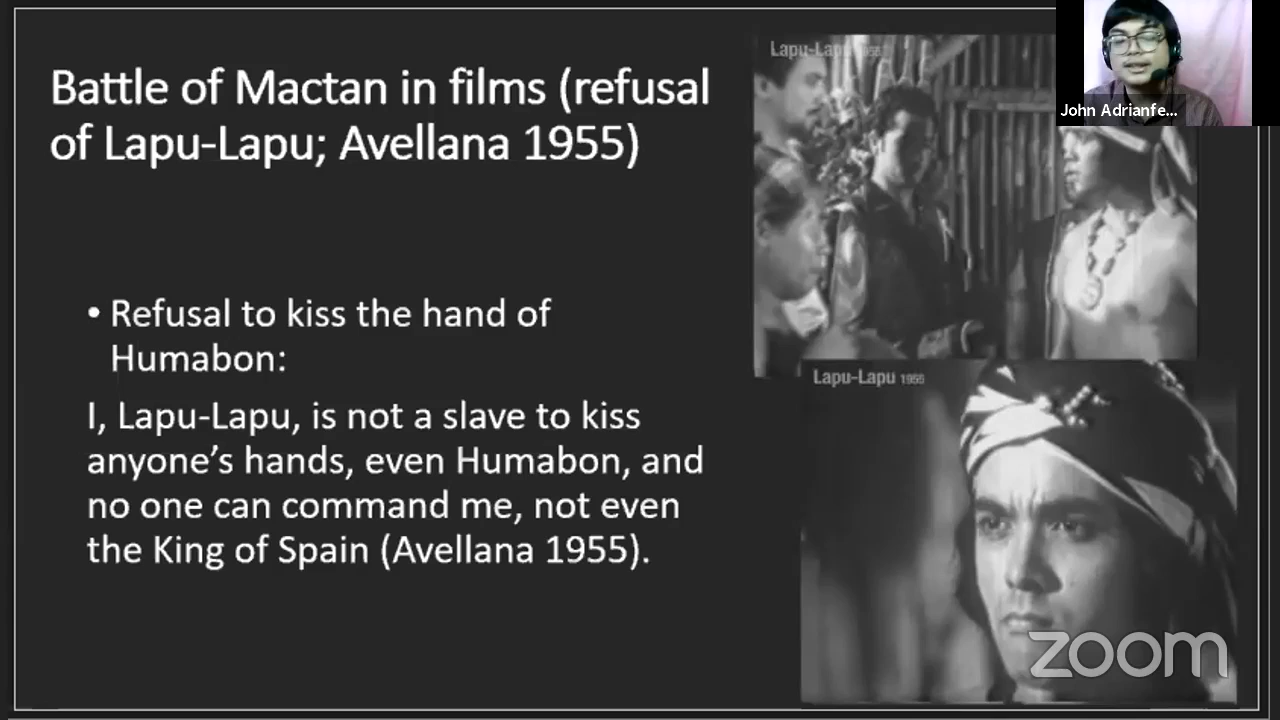 Battle of Mactan in films (refusal
of Lapu-Lapu; Avellana 1955)
• Refusal to kiss the hand of
Humabon:
I, Lapu-Lapu, is not a slave to kiss
anyone's hands, even Humabon, and
no one can command me, not even
the King of Spain (Avellana 1955).
Lapu-Lapu 1955
John Adrianfe...
Lapu-Lapu 1955
zoom